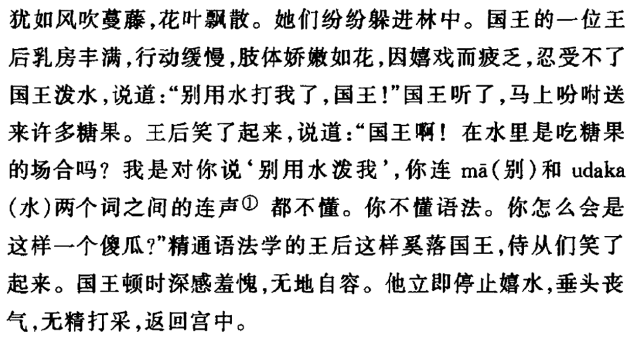 犹如风吹蔓藤,花叶飘散。她们纷纷躲进林中。国王的一位王
后乳房丰满,行动缓慢,肢体娇嫩如花,因嬉戏而疲乏,忍受不了
国王泼水,说道:“别用水打我了,国王!”国王听了,马上吩咐送
来许多糖果。王后笑了起来,说道:“国王啊! 在水里是吃糖果
的场合吗? 我是对你说‘别用水泼我’,你连 mā(别)和 udaka
(水)两个词之间的连声① 都不懂。你不懂语法。你怎么会是
这样一个傻瓜?”精通语法学的王后这样奚落国王,侍从们笑了
起来。国王顿时深感羞愧,无地自容。他立即停止嬉水,垂头丧
气,无精打采,返回宫中。